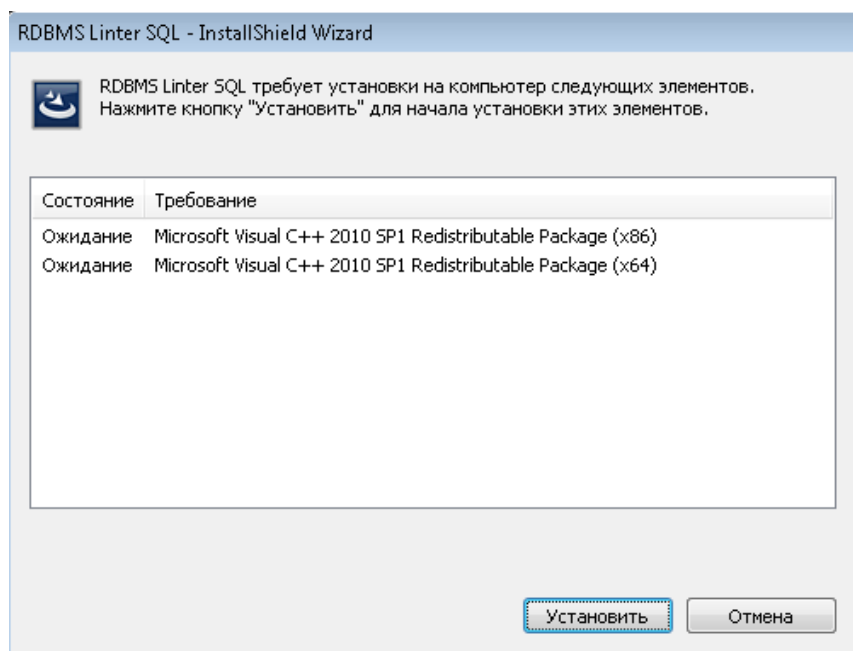 RDBMS Linter SQL - InstallShield Wizard
RDBMS Linter SQL требует установки на компьютер следующих элементов.
Нажмите кнопку "Установить" для начала установки этих элементов.
Состояние Требование
Ожидание Microsoft Visual C++ 2010 SP1 Redistributable Package (x86)
Ожидание Microsoft Visual C++ 2010 SP1 Redistributable Package (x64)
Установить Отмена